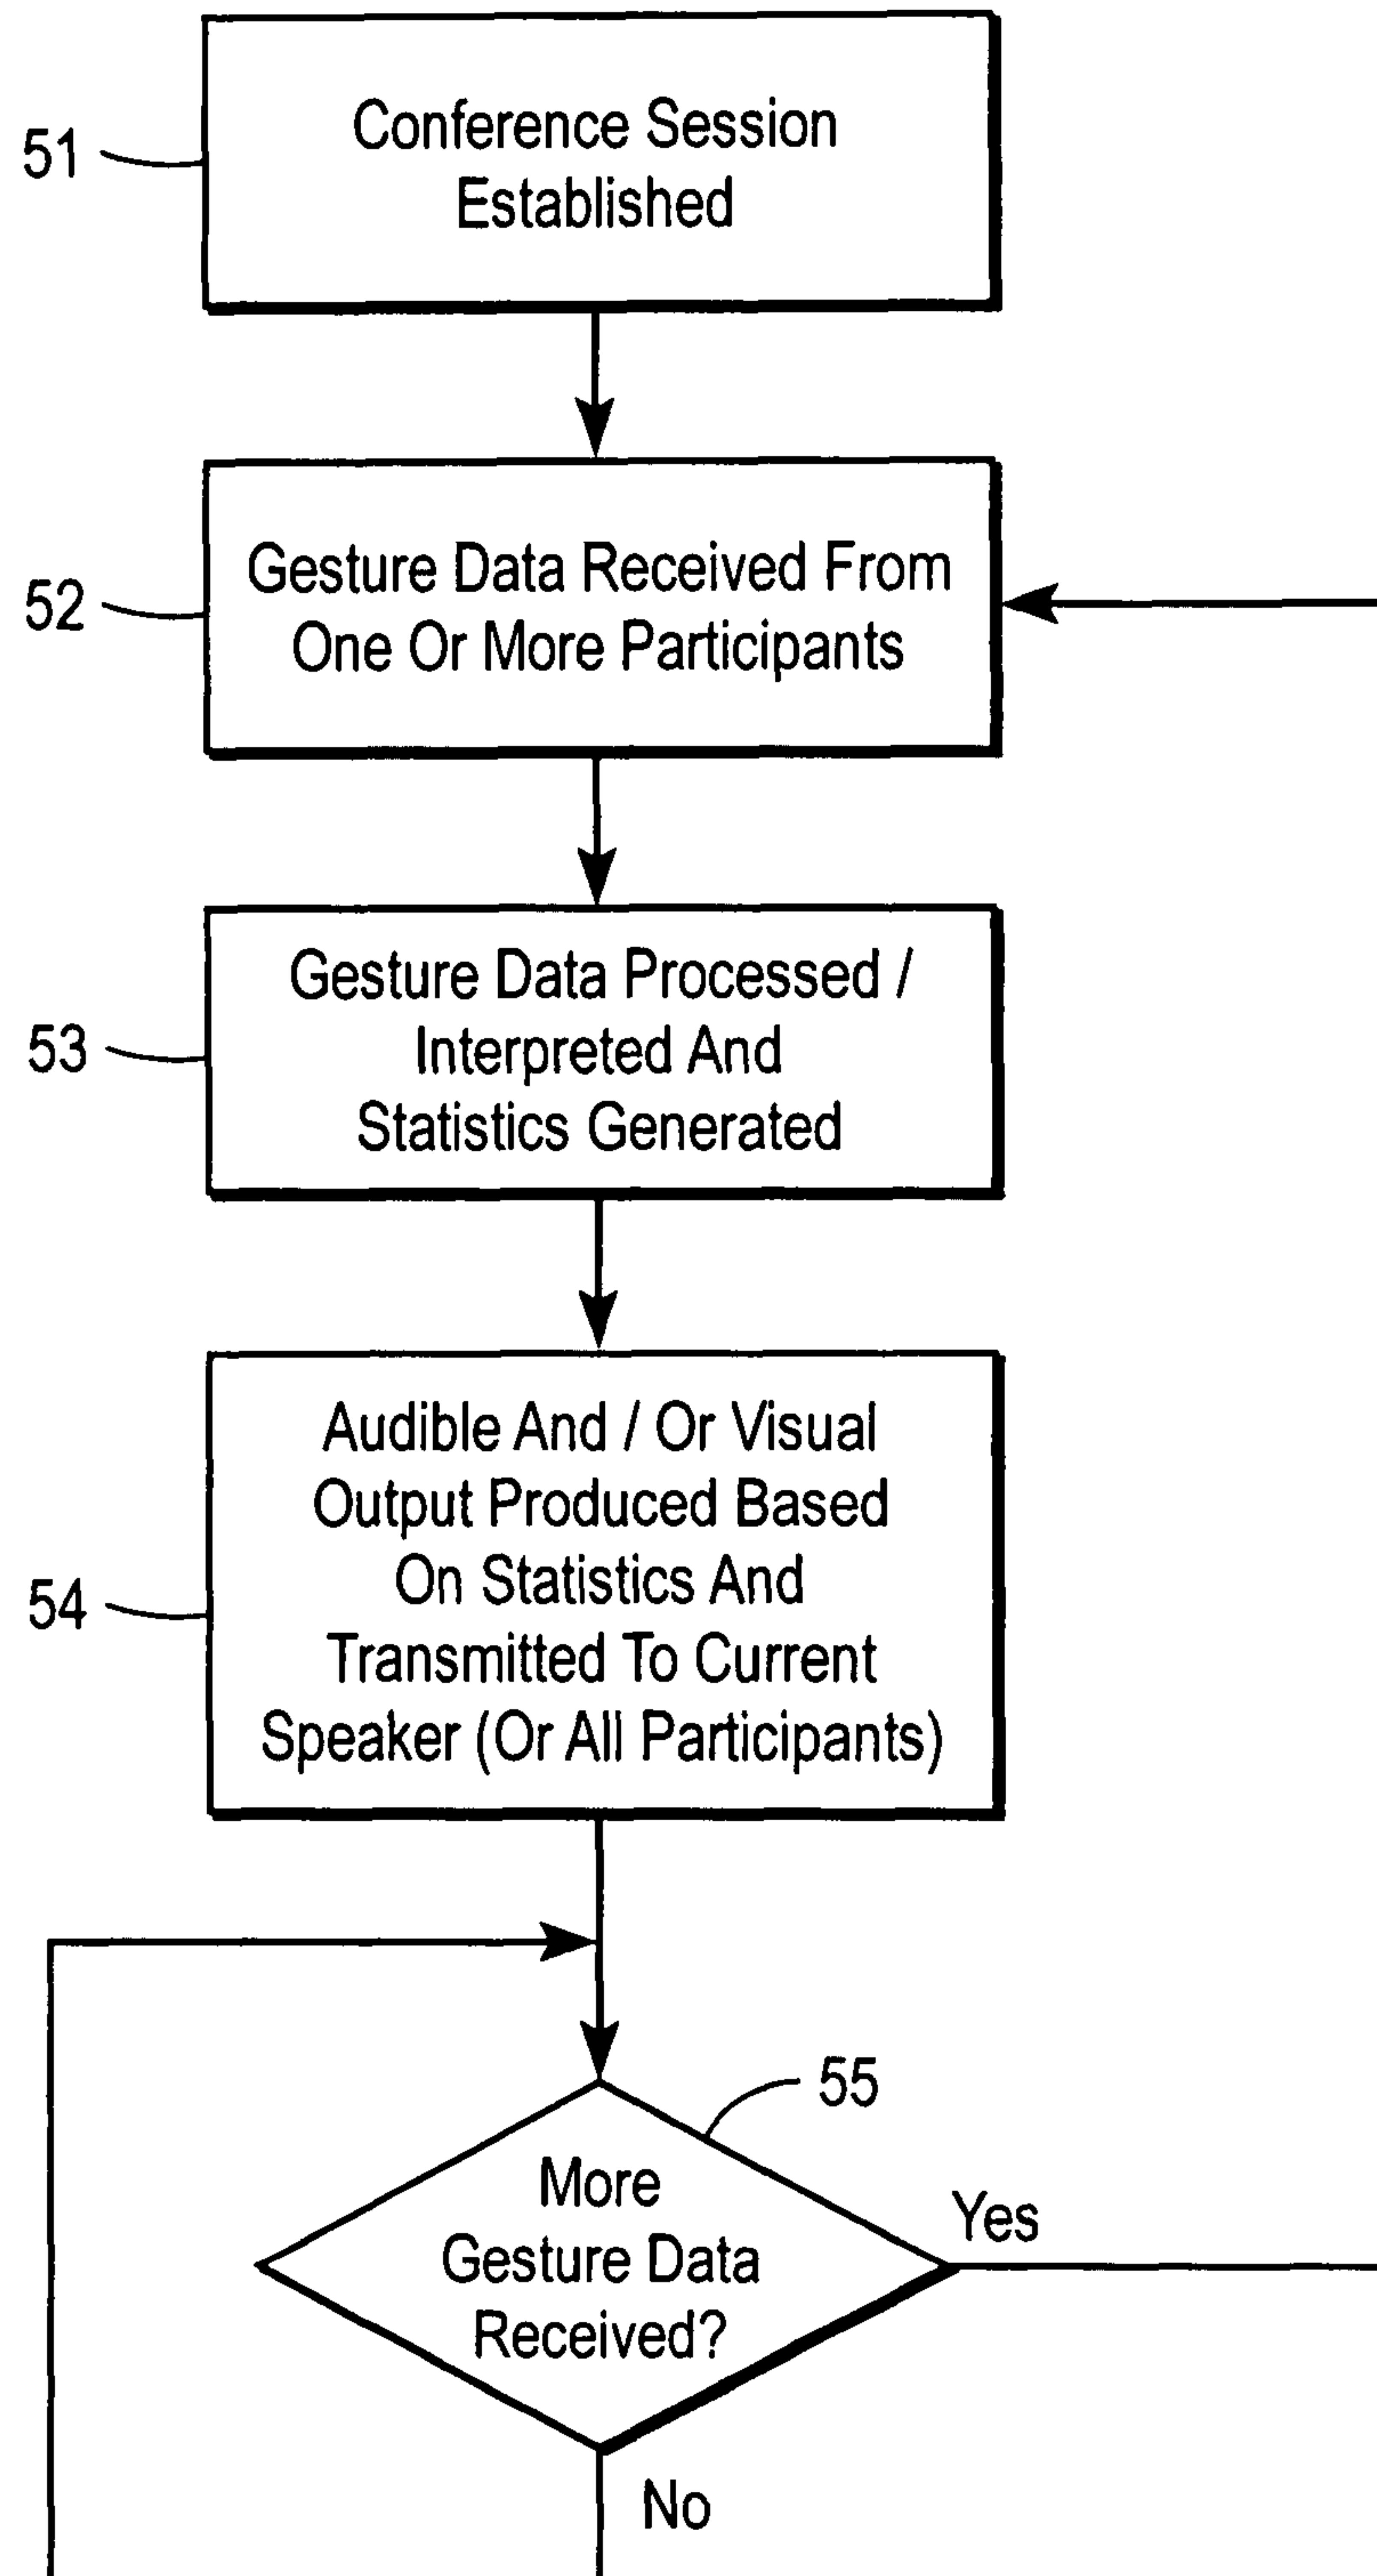 51
Conference Session
Established
52
Gesture Data Received From
One Or More Participants
53
Gesture Data Processed /
Interpreted And
Statistics Generated
54
Audible And / Or Visual
Output Produced Based
On Statistics And
Transmitted To Current
Speaker (Or All Participants)
55
More
Gesture Data
Received?
Yes
No